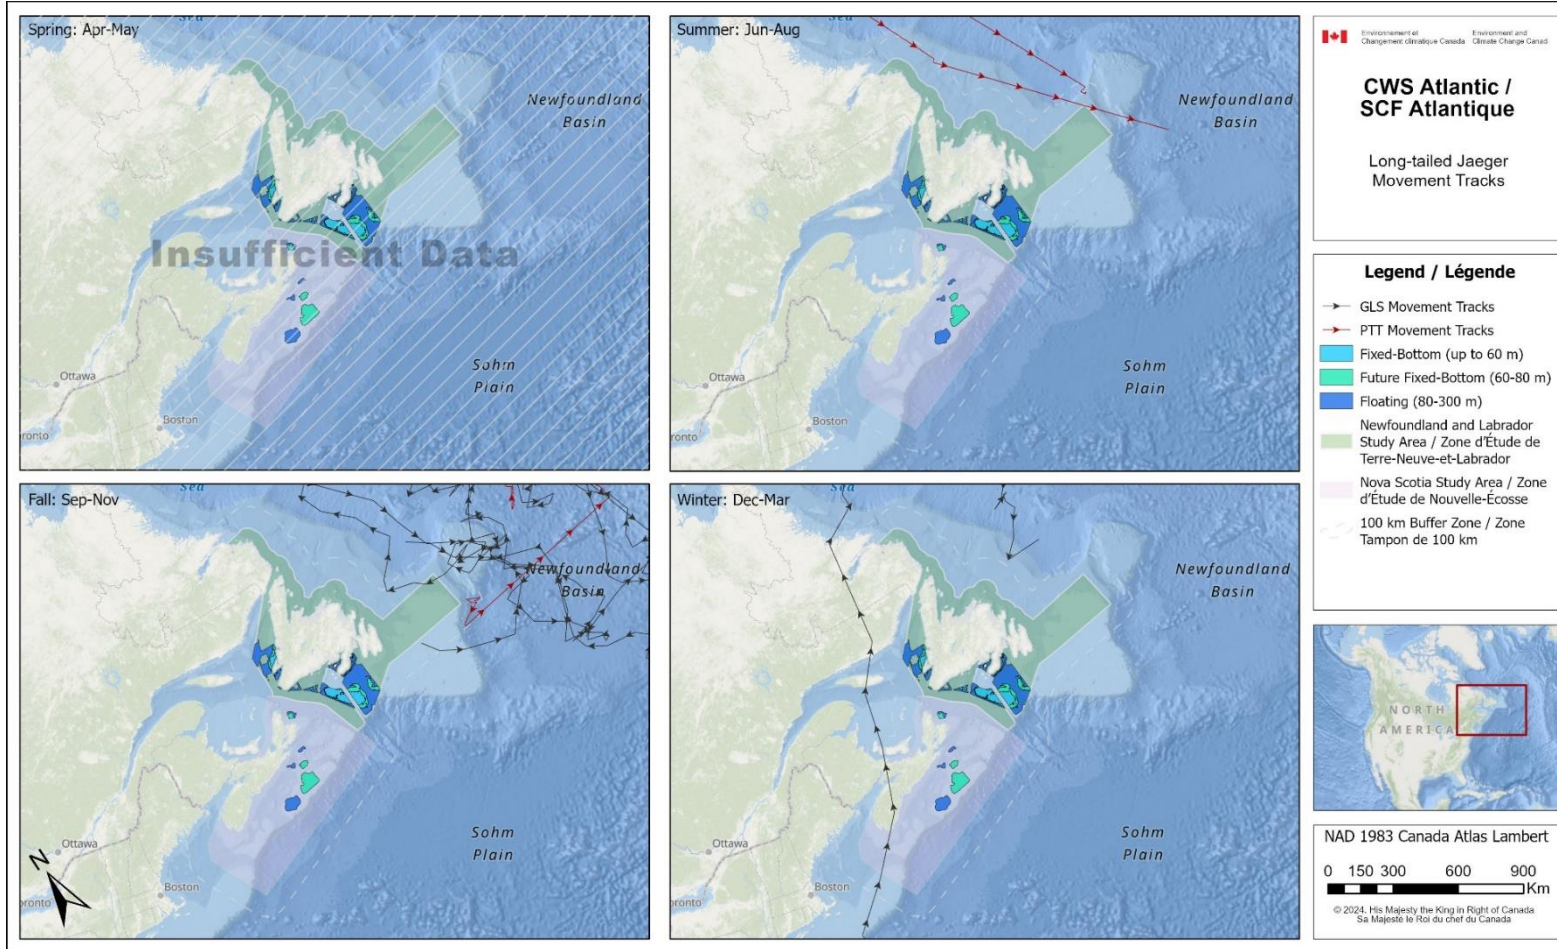 Spring: Apr-May
Sea
Newfoundland
Basin
Insufficient Data
Sohm
Plain
Ottawa
Boston
oronto
Summer: Jun-Aug
Sea
Newfoundland
Basin
Sohm
Plain
Ottawa
Boston
oronto
Fall: Sep-Nov
Sea
Newfoundland
Basin
Sohm
Plain
Ottawa
Boston
oronto
N
Winter: Dec-Mar
Newfoundland
Basin
Sohm
Plain
Ottawa
Boston
oronto
Environnement et
Changement climatique Canada
Environment and
Climate Change Canad
CWS Atlantic /
SCF Atlantique
Long-tailed Jaeger
Movement Tracks
Legend / Légende
GLS Movement Tracks
PTT Movement Tracks
Fixed-Bottom (up to 60 m)
Future Fixed-Bottom (60-80 m)
Floating (80-300 m)
Newfoundland and Labrador
Study Area / Zone d'Étude de
Terre-Neuve-et-Labrador
Nova Scotia Study Area / Zone
d'Étude de Nouvelle-Écosse
100 km Buffer Zone / Zone
Tampon de 100 km
NORTH
AMERICA
NAD 1983 Canada Atlas Lambert
0 150 300 600 900
Km
© 2024. His Majesty the King in Right of Canada
Sa Majesté le Roi du chef du Canada